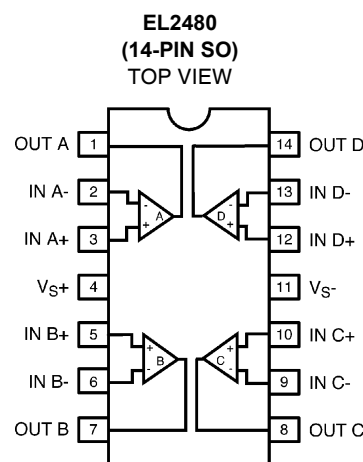 EL2480
(14-PIN SO)
TOP VIEW
OUT A 1 14 OUT D
IN A- 2 13 IN D-
- A + D - +
IN A+ 3 12 IN D+
VS+ 4 11 VS-
IN B+ 5 10 IN C+
+ B - C + -
IN B- 6 9 IN C-
OUT B 7 8 OUT C